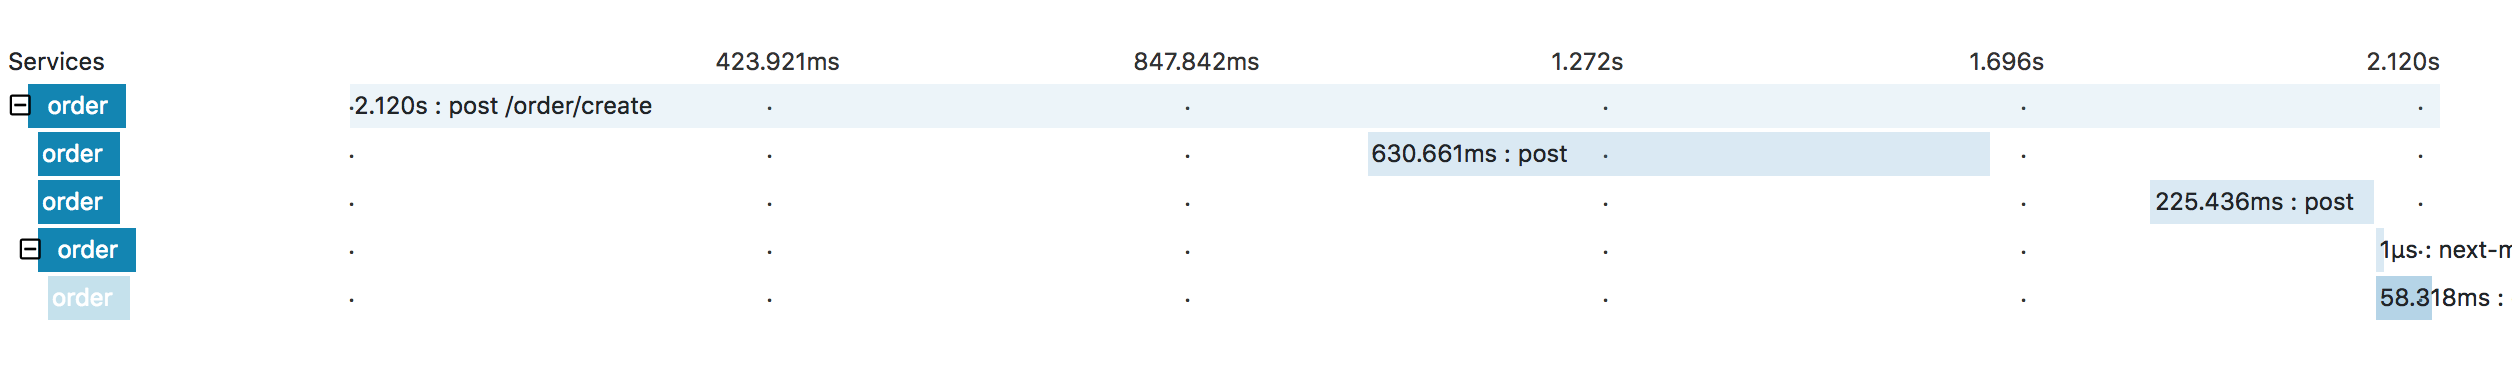 Services 423.921ms 847.842ms 1.272s 1.696s 2.120s
order 2.120s : post /order/create
order 630.661ms : post
order 225.436ms : post
order 1μs : next-m
order 58.318ms :